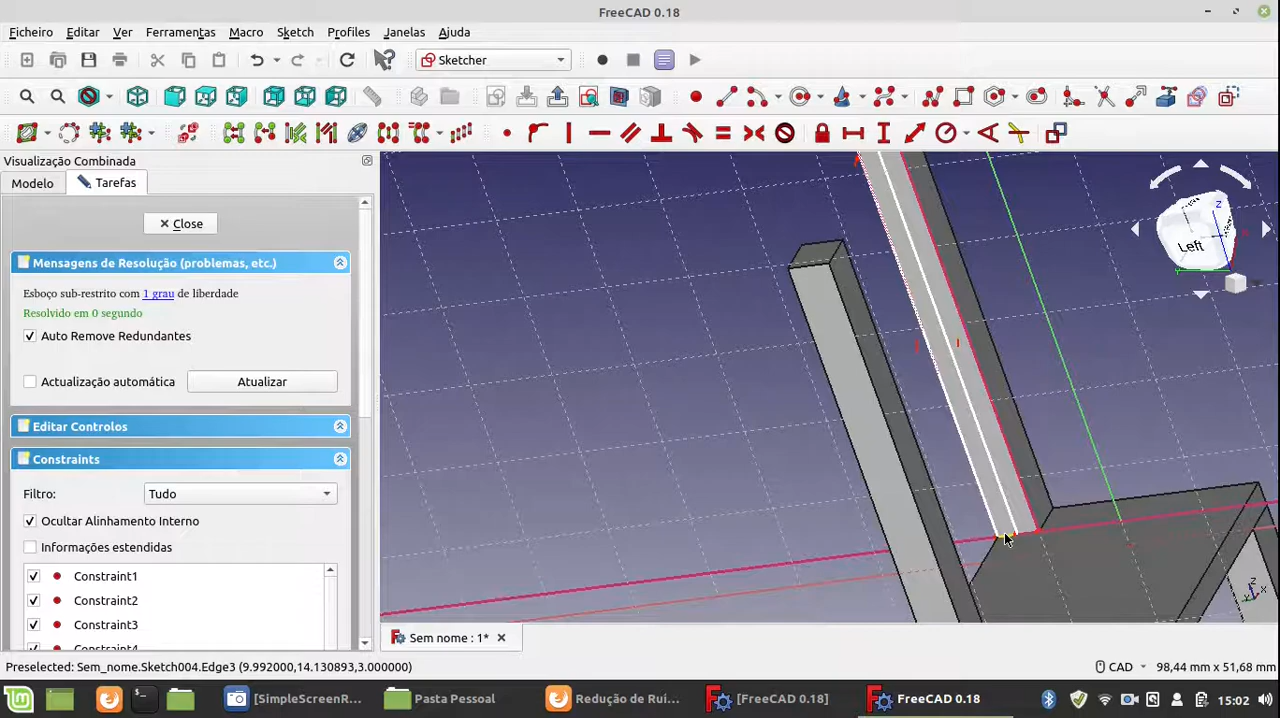 FreeCAD 0.18
Ficheiro Editar Ver Ferramentas Macro Sketch Profiles Janelas Ajuda
Sketcher
Visualização Combinada
Modelo Tarefas
Close
Mensagens de Resolução (problemas, etc.)
Esboço sub-restrito com 1 grau de liberdade
Resolvido em 0 segundo
Auto Remove Redundantes
Actualização automática Atualizar
Editar Controlos
Constraints
Filtro: Tudo
Ocultar Alinhamento Interno
Informações estendidas
Constraint1
Constraint2
Constraint3
Constraint4
Left
Z
Z
X
Sem nome : 1*
Preselected: Sem_nome.Sketch004.Edge3 (9.992000,14.130893,3.000000) CAD 98,44 mm x 51,68 mm
[SimpleScreenR... Pasta Pessoal Redução de Ruí... [FreeCAD 0.18] FreeCAD 0.18 15:02